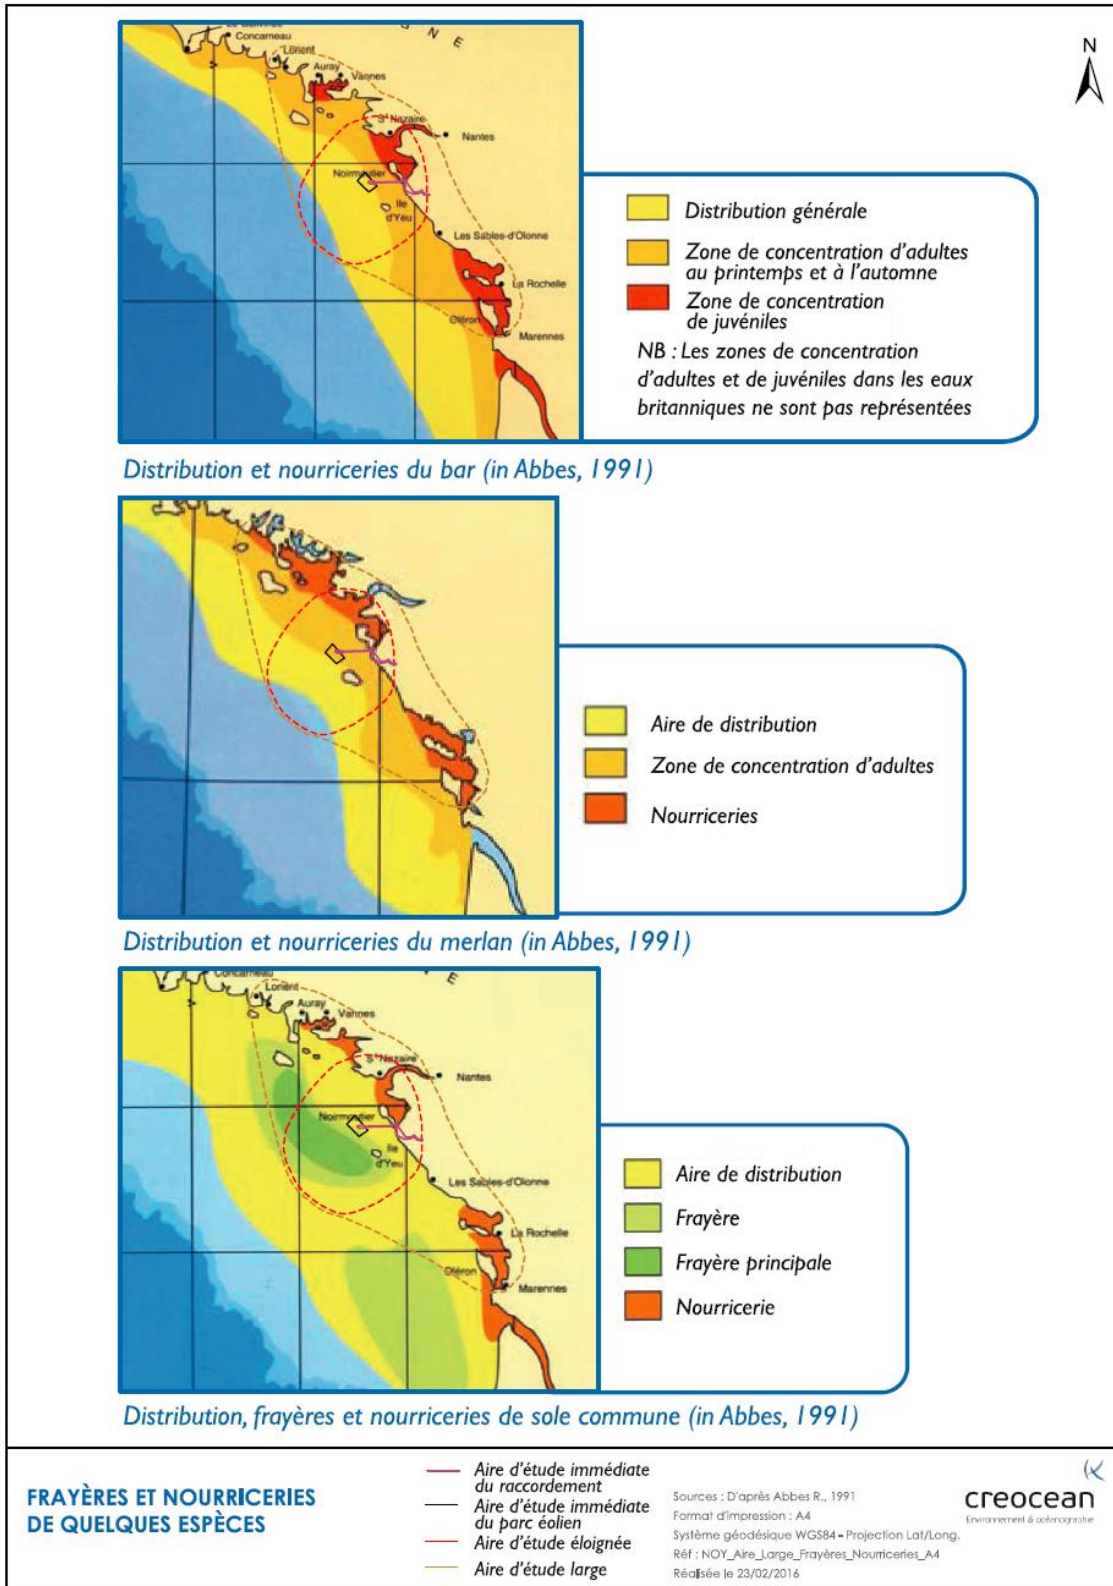 N
G N E
Concarneau
Lorient
Auray
Vannes
St Nazaire
Nantes
Noirmoutier
Ile
d'Yeu
Les Sables-d'Olonne
La Rochelle
Oléron
Marennes
Distribution générale
Zone de concentration d'adultes
au printemps et à l'automne
Zone de concentration
de juvéniles
NB : Les zones de concentration
d'adultes et de juvéniles dans les eaux
britanniques ne sont pas représentées
Distribution et nourriceries du bar (in Abbes, 1991)
Aire de distribution
Zone de concentration d'adultes
Nourriceries
Distribution et nourriceries du merlan (in Abbes, 1991)
Concarneau
Lorient
Auray
Vannes
E
St Nazaire
Nantes
Noirmoutier
Ile
d'Yeu
Les Sables-d'Olonne
La Rochelle
Oléron
Marennes
Aire de distribution
Frayère
Frayère principale
Nourricerie
Distribution, frayères et nourriceries de sole commune (in Abbes, 1991)
FRAYÈRES ET NOURRICERIES
DE QUELQUES ESPÈCES
Aire d'étude immédiate
du raccordement
Aire d'étude immédiate
du parc éolien
Aire d'étude éloignée
Aire d'étude large
Sources : D'après Abbes R., 1991
Format d'impression : A4
Système géodésique WGS84 - Projection Lat/Long.
Réf : NOY_Aire_Large_Frayères_Nourriceries_A4
Réalisée le 23/02/2016
creocean
Environnement & océanographie